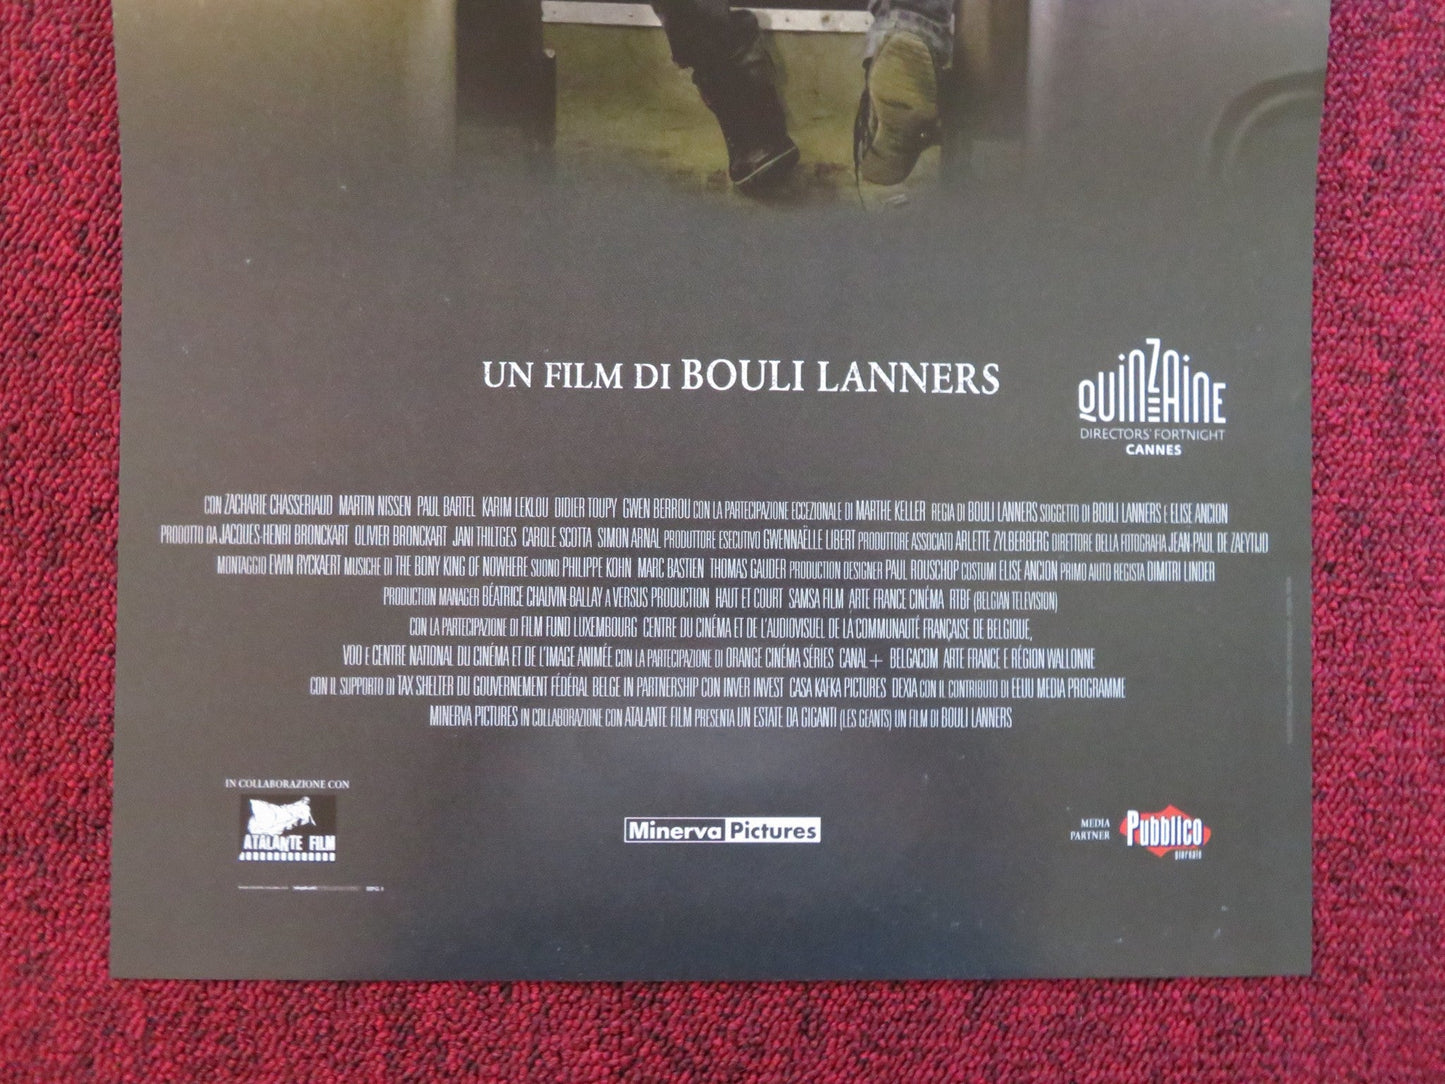 UN FILM DI BOULI LANNERS
QUINZAINE
DIRECTORS' FORTNIGHT
CANNES
CON ZACHARIE CHASSERIAUD MARTIN NISSEN PAUL BARTEL KARIM LEKLOU DIDIER TOUPY GWEN BERROU CON LA PARTECIPAZIONE ECCEZIONALE DI MARTHE KELLER REGIA DI BOULI LANNERS SOGGETTO DI BOULI LANNERS E ELISE ANCION
PRODOTTO DA JACQUES-HENRI BRONCKART OLIVIER BRONCKART JANI THILTGES CAROLE SCOTTA SIMON ARNAL PRODUTTORE ESECUTIVO GWENNAËLLE LIBERT PRODUTTORE ASSOCIATO ARLETTE ZYLBERBERG DIRETTORE DELLA FOTOGRAFIA JEAN-PAUL DE ZAEYTIJD
MONTAGGIO EWIN RYCKAERT MUSICHE DI THE BONY KING OF NOWHERE SUONO PHILIPPE KOHN MARC BASTIEN THOMAS GAUDER PRODUCTION DESIGNER PAUL ROUSCHOP COSTUMI ELISE ANCION PRIMO AIUTO REGISTA DIMITRI LINDER
PRODUCTION MANAGER BÉATRICE CHAUVIN-BALLAY A VERSUS PRODUCTION HAUT ET COURT SAMSA FILM ARTE FRANCE CINÉMA RTBF (BELGIAN TELEVISION)
CON LA PARTECIPAZIONE DI FILM FUND LUXEMBOURG CENTRE DU CINÉMA ET DE L'AUDIOVISUEL DE LA COMMUNAUTÉ FRANÇAISE DE BELGIQUE,
VOO E CENTRE NATIONAL DU CINÉMA ET DE L'IMAGE ANIMÉE CON LA PARTECIPAZIONE DI ORANGE CINÉMA SÉRIES CANAL+ BELGACOM ARTE FRANCE E RÉGION WALLONNE
CON IL SUPPORTO DI TAX SHELTER DU GOUVERNEMENT FÉDÉRAL BELGE IN PARTNERSHIP CON INVER INVEST CASA KAFKA PICTURES DEXIA CON IL CONTRIBUTO DI EEUU MEDIA PROGRAMME
MINERVA PICTURES IN COLLABORAZIONE CON ATALANTE FILM PRESENTA UN ESTATE DA GIGANTI (LES GEANTS) UN FILM DI BOULI LANNERS
IN COLLABORAZIONE CON
ATALANTE FILM
Minerva Pictures
MEDIA
PARTNER
Pubblico
giornale